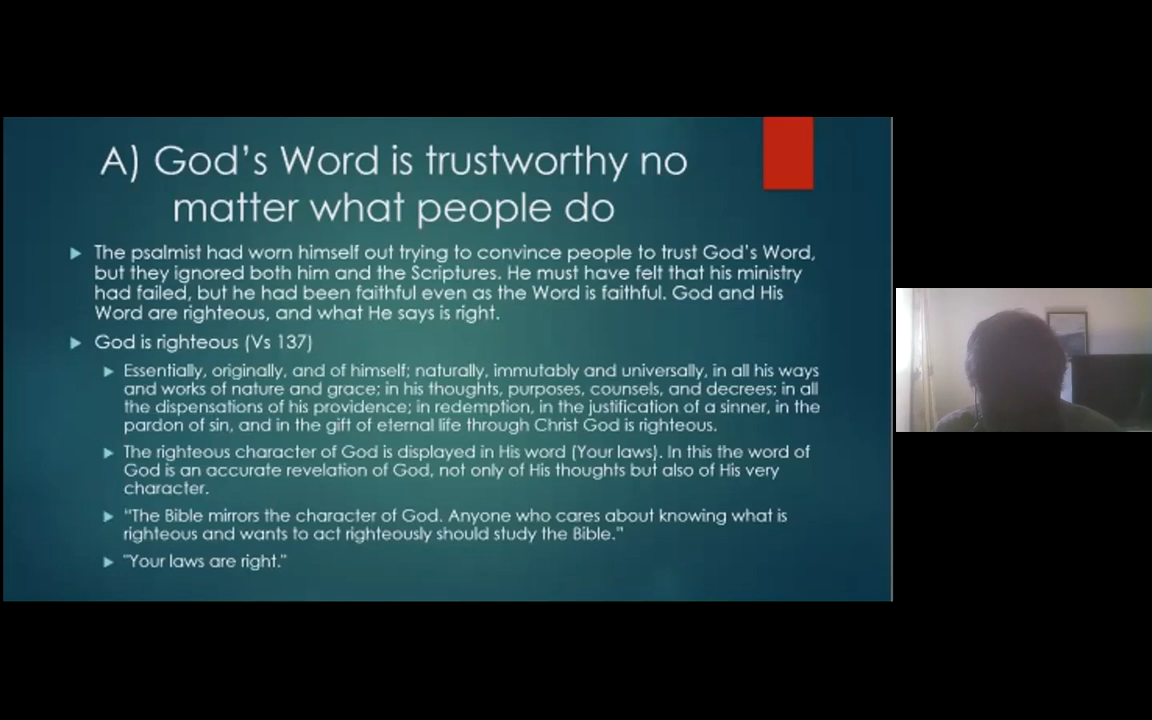 A) God's Word is trustworthy no
matter what people do
The psalmist had worn himself out trying to convince people to trust God's Word,
but they ignored both him and the Scriptures. He must have felt that his ministry
had failed, but he had been faithful even as the Word is faithful. God and His
Word are righteous, and what He says is right.
God is righteous (Vs 137)
Essentially, originally, and of himself; naturally, immutably and universally, in all his ways
and works of nature and grace; in his thoughts, purposes, counsels, and decrees; in all
the dispensations of his providence; in redemption, in the justification of a sinner, in the
pardon of sin, and in the gift of eternal life through Christ God is righteous.
The righteous character of God is displayed in His word (Your laws). In this the word of
God is an accurate revelation of God, not only of His thoughts but also of His very
character.
"The Bible mirrors the character of God. Anyone who cares about knowing what is
righteous and wants to act righteously should study the Bible."
"Your laws are right."